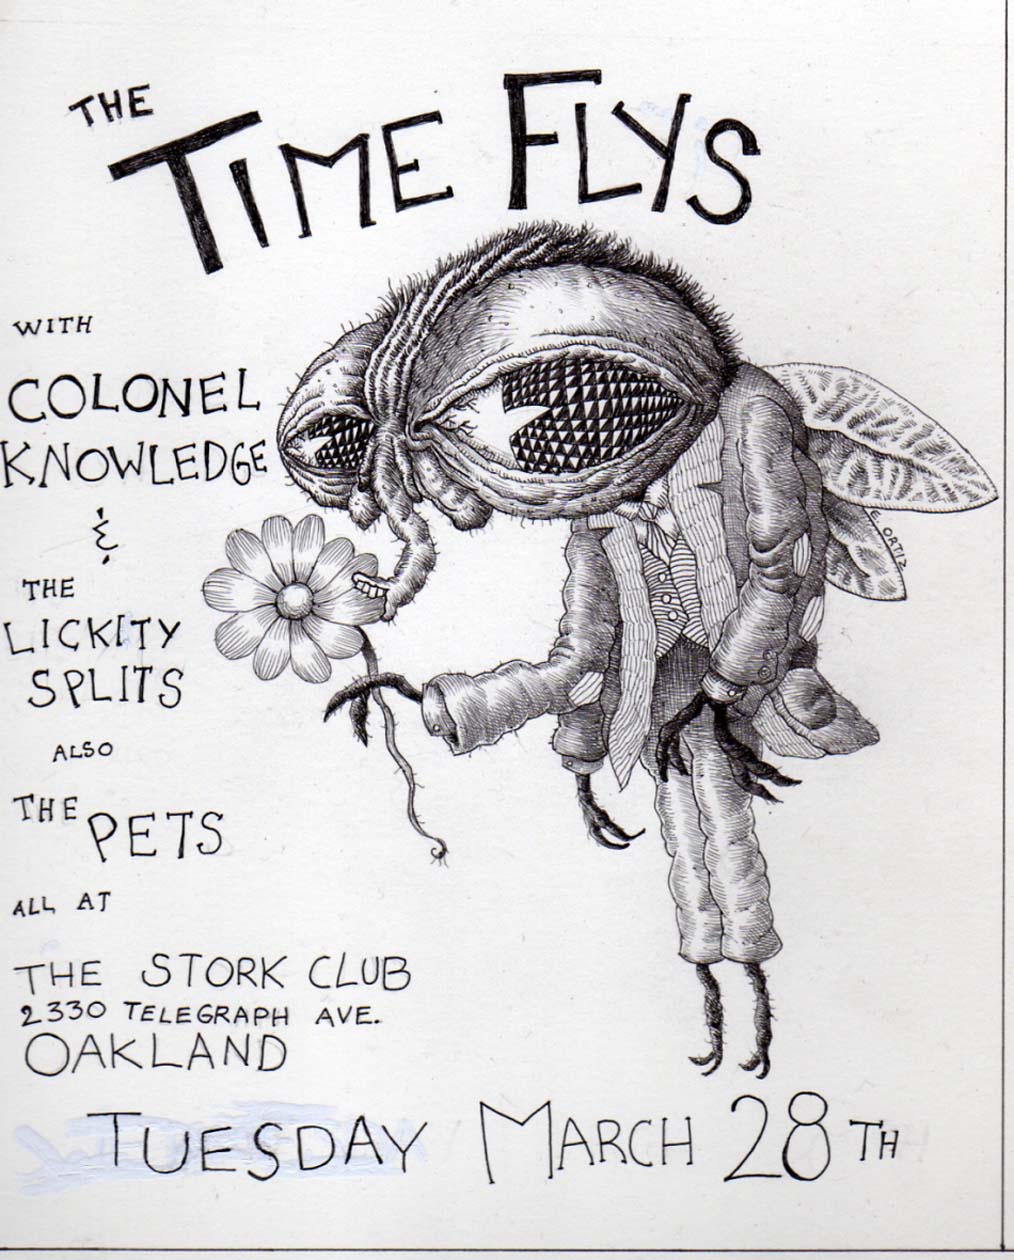 THE
TIME FLYS
WITH
COLONEL
KNOWLEDGE
&
THE
LICKITY
SPLITS
ALSO
THE PETS
ALL AT
THE STORK CLUB
2330 TELEGRAPH AVE.
OAKLAND
TUESDAY MARCH 28TH
E. ORTIZ